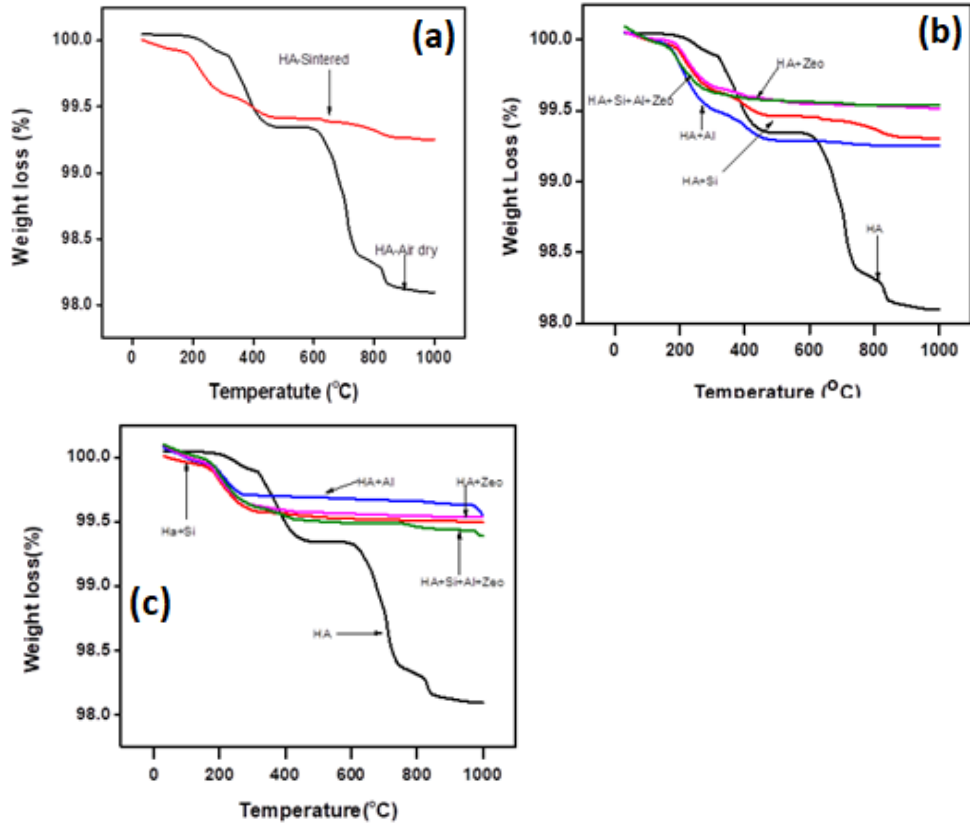 (a)
100.0
99.5
99.0
98.5
98.0
Weight loss (%)
HA-Sintered
HA-Air dry
0 200 400 600 800 1000
Temperatute (°C)
(b)
100.0
99.5
99.0
98.5
98.0
Weight Loss (%)
HA+Zeo
HA+Si+Al+Zeo
HA+Al
HA+Si
HA
0 200 400 600 800 1000
Temperature (°C)
(c)
100.0
99.5
99.0
98.5
98.0
Weight loss(%)
HA+Al
HA+Zeo
Ha+Si
HA+Si+Al+Zeo
HA
0 200 400 600 800 1000
Temperature(°C)